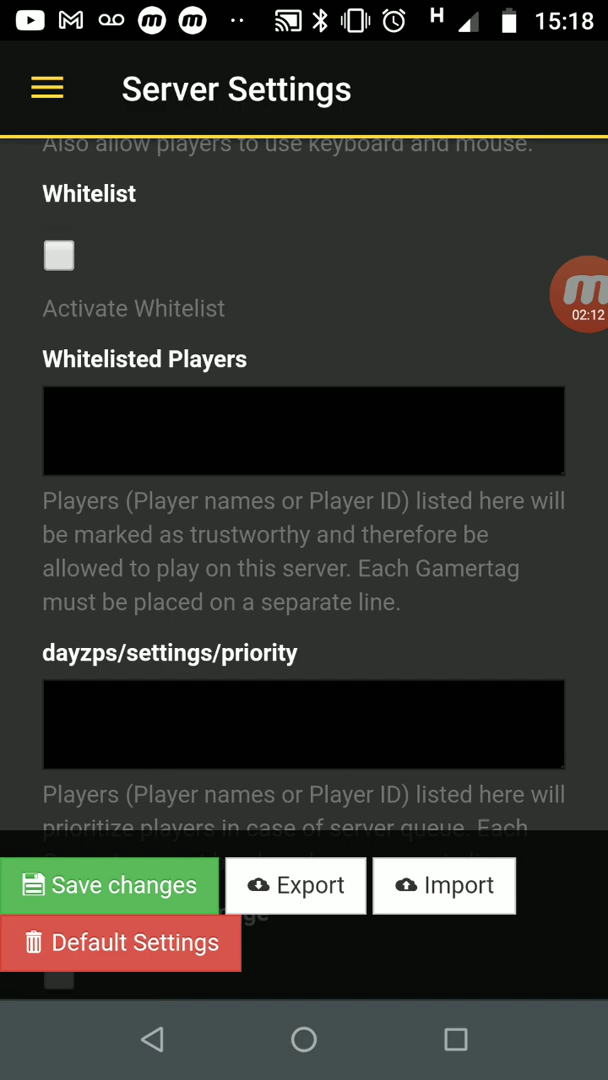 H 15:18
Server Settings
Also allow players to use keyboard and mouse.
Whitelist
Activate Whitelist
02:12
Whitelisted Players
Players (Player names or Player ID) listed here will
be marked as trustworthy and therefore be
allowed to play on this server. Each Gamertag
must be placed on a separate line.
dayzps/settings/priority
Players (Player names or Player ID) listed here will
prioritize players in case of server queue. Each
Save changes Export Import
Default Settings